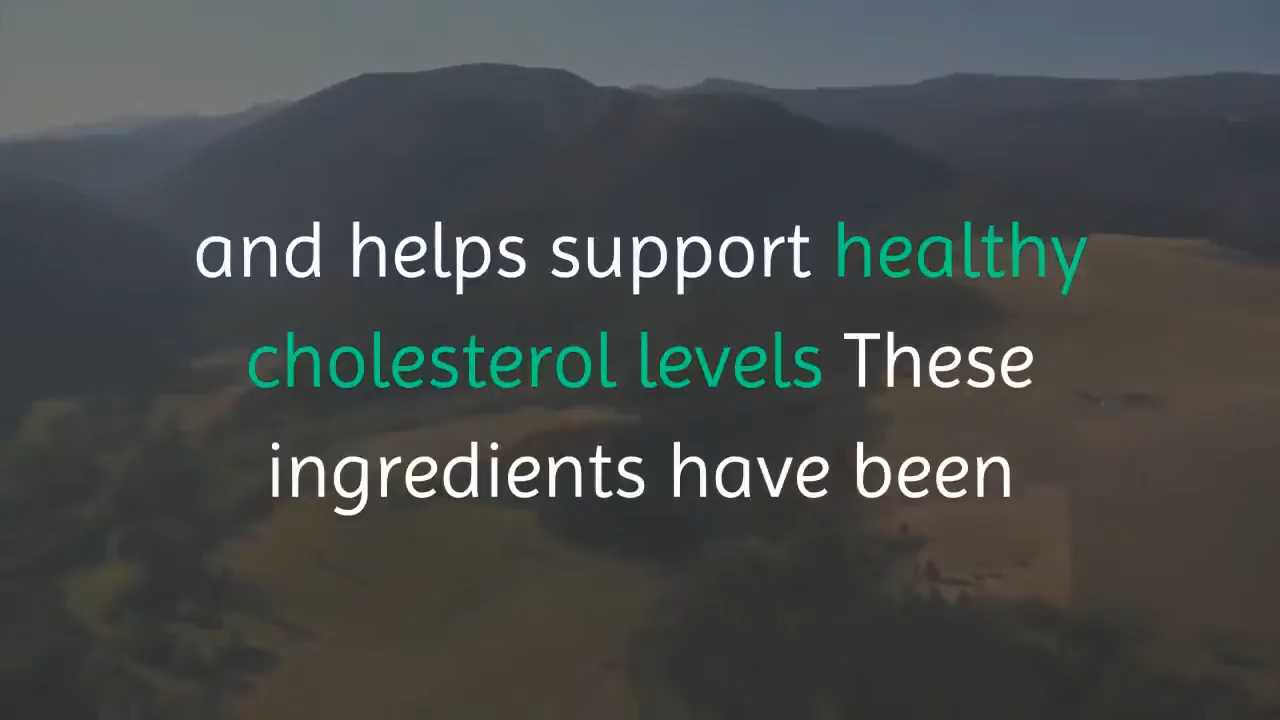 and helps support healthy
cholesterol levels These
ingredients have been